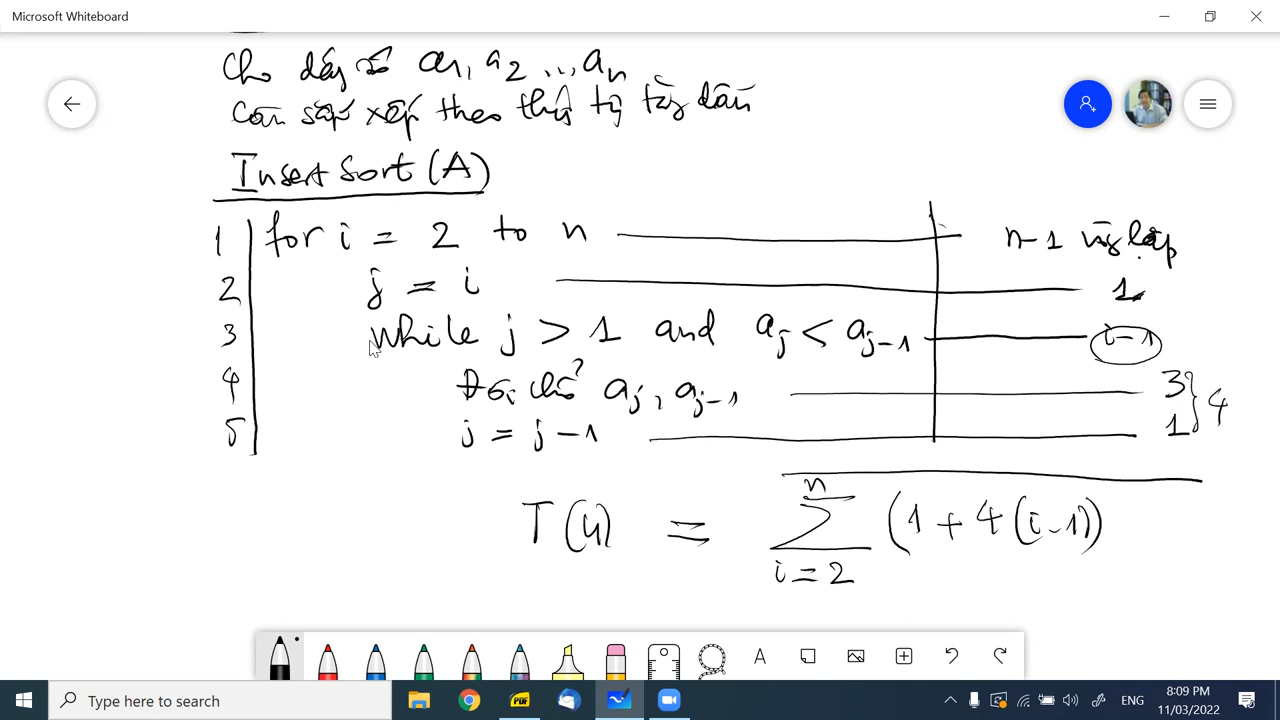 Microsoft Whiteboard
Cho dãy số a1, a2 ..., an
Cần sắp xếp theo thứ tự tăng dần
InsertSort(A)
1 for i = 2 to n n-1 vòng lặp
2 j = i 1
3 while j > 1 and aj < aj-1 i-1
4 Đổi chỗ aj, aj-1 3
5 j = j-1 1 } 4
T(n) = n ∑ i=2 (1 + 4(i-1))
A
Type here to search
PDF
ENG
8:09 PM
11/03/2022